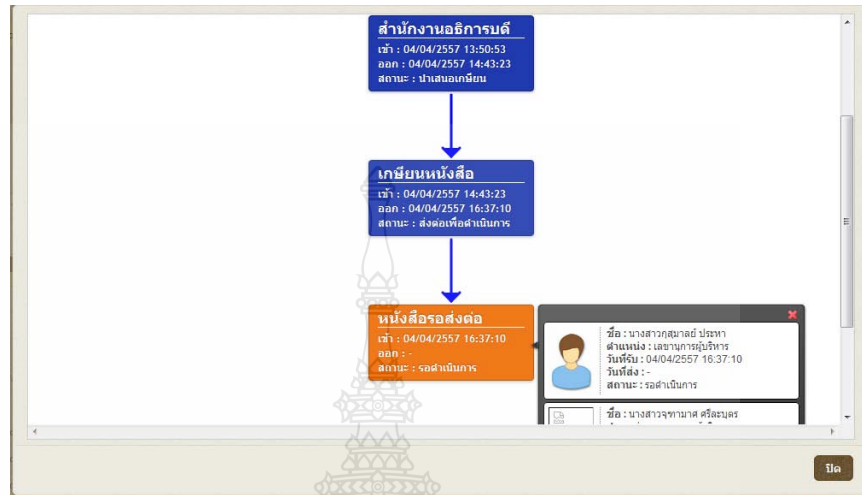 สำนักงานอธิการบดี
เข้า : 04/04/2557 13:50:53
ออก : 04/04/2557 14:43:23
สถานะ : นำเสนอเกษียน
เกษียนหนังสือ
เข้า : 04/04/2557 14:43:23
ออก : 04/04/2557 16:37:10
สถานะ : ส่งต่อเพื่อดำเนินการ
หนังสือรอส่งต่อ
เข้า : 04/04/2557 16:37:10
ออก : -
สถานะ : รอดำเนินการ
ชื่อ : นางสาวกุสุมาลย์ ประหา
ตำแหน่ง : เลขานุการผู้บริหาร
วันที่รับ : 04/04/2557 16:37:10
วันที่ส่ง : -
สถานะ : รอดำเนินการ
ชื่อ : นางสาวจุฑามาศ ศรีละบุตร
ปิด